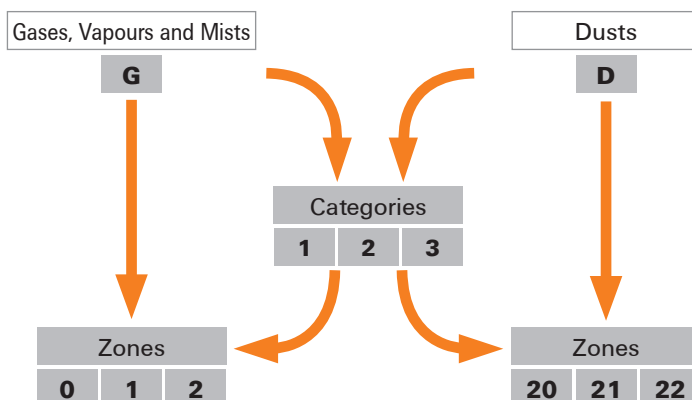 Gases, Vapours and Mists
Dusts
G
D
Categories
1 2 3
Zones
Zones
0 1 2
20 21 22